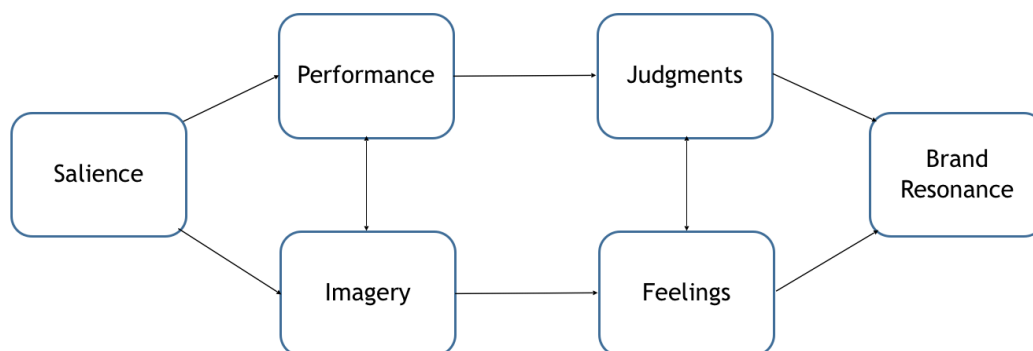 Performance
Judgments
Salience
Brand
Resonance
Imagery
Feelings